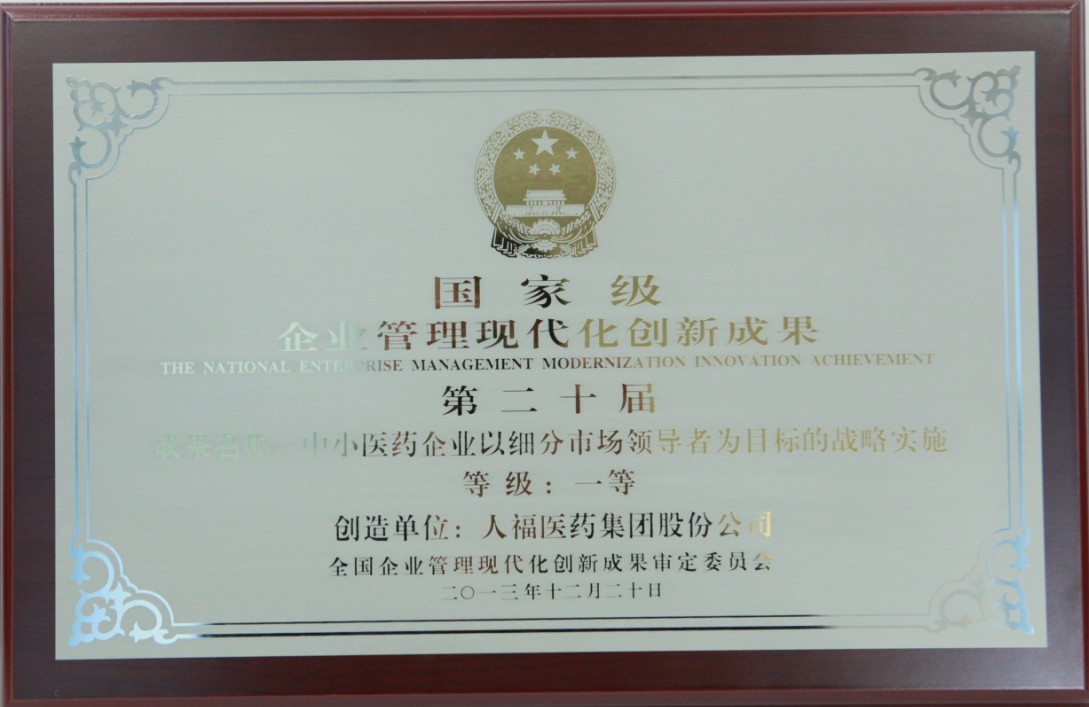 国家级
企业管理现代化创新成果
THE NATIONAL ENTERPRISE MANAGEMENT MODERNIZATION INNOVATION ACHIEVEMENT
第二十届
成果名称：中小医药企业以细分市场领导者为目标的战略实施
等级：一等
创造单位：人福医药集团股份公司
全国企业管理现代化创新成果审定委员会
二〇一三年十二月二十日